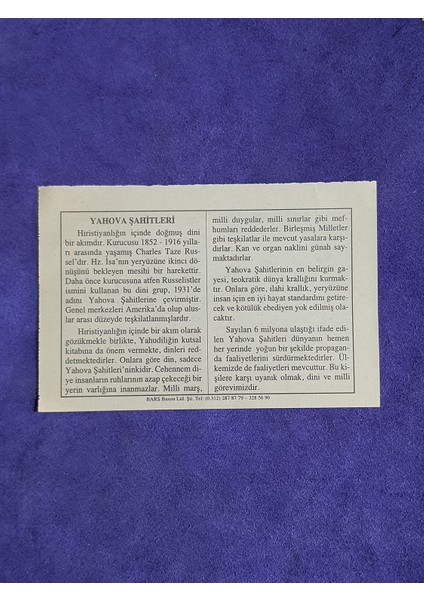 YAHOVA ŞAHİTLERİ
Hıristiyanlığın içinde doğmuş dini
bir akımdır. Kurucusu 1852 - 1916 yılla-
rı arasında yaşamış Charles Taze Rus-
sel'dır. Hz. İsa'nın yeryüzüne ikinci dö-
nüşünü bekleyen mesihi bir harekettir.
Daha önce kurucusuna atfen Russelistler
ismini kullanan bu dini grup, 1931'de
adını Yahova Şahitlerine çevirmiştir.
Genel merkezleri Amerika'da olup ulus-
lar arası düzeyde teşkilatlanmışlardır.
Hıristiyanlığın içinde bir akım olarak
gözükmekle birlikte, Yahudiliğin kutsal
kitabına da önem vermekte, dinleri red-
detmektedirler. Onlara göre din, sadece
Yahova Şahitleri'ninkidir. Cehennem di-
ye insanların ruhlarının azap çekeceği bir
yerin varlığına inanmazlar. Milli marş,
milli duygular, milli sınırlar gibi mef-
humları reddederler. Birleşmiş Milletler
gibi teşkilatlar ile mevcut yasalara karşı-
dırlar. Kan ve organ naklini günah say-
maktadırlar.
Yahova Şahitlerinin en belirgin ga-
yesi, teokratik dünya krallığını kurmak-
tır. Onlara göre, ilahi krallık, yeryüzüne
insan için en iyi hayat standardını getire-
cek ve kötülük ebediyen yok edilmiş ola-
caktır.
Sayıları 6 milyona ulaştığı ifade edi-
len Yahova Şahitleri dünyanın hemen
her yerinde yoğun bir şekilde propagan-
da faaliyetlerini sürdürmektedirler. Ül-
kemizde de faaliyetleri mevcuttur. Bu ki-
şilere karşı uyanık olmak, dini ve milli
görevimizdir.
BARS Basım Ltd. Şti. Tel: (0.312) 287 87 79 – 328 56 90